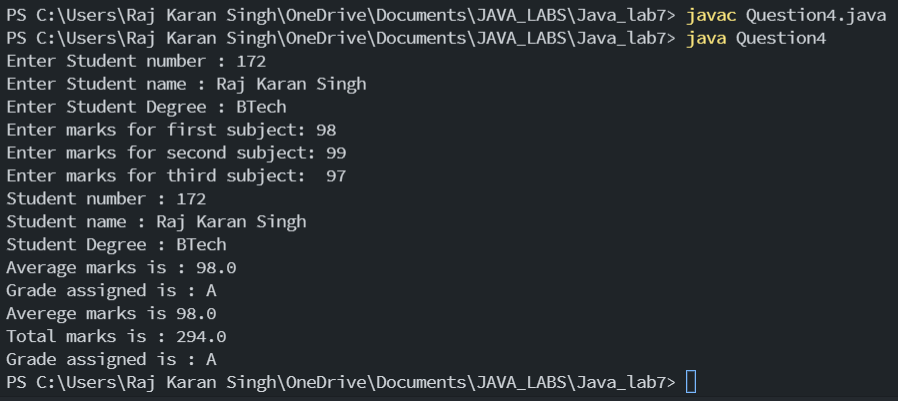 PS C:\Users\Raj Karan Singh\OneDrive\Documents\JAVA_LABS\Java_lab7> javac Question4.java
PS C:\Users\Raj Karan Singh\OneDrive\Documents\JAVA_LABS\Java_lab7> java Question4
Enter Student number : 172
Enter Student name : Raj Karan Singh
Enter Student Degree : BTech
Enter marks for first subject: 98
Enter marks for second subject: 99
Enter marks for third subject:  97
Student number : 172
Student name : Raj Karan Singh
Student Degree : BTech
Average marks is : 98.0
Grade assigned is : A
Averege marks is 98.0
Total marks is : 294.0
Grade assigned is : A
PS C:\Users\Raj Karan Singh\OneDrive\Documents\JAVA_LABS\Java_lab7>